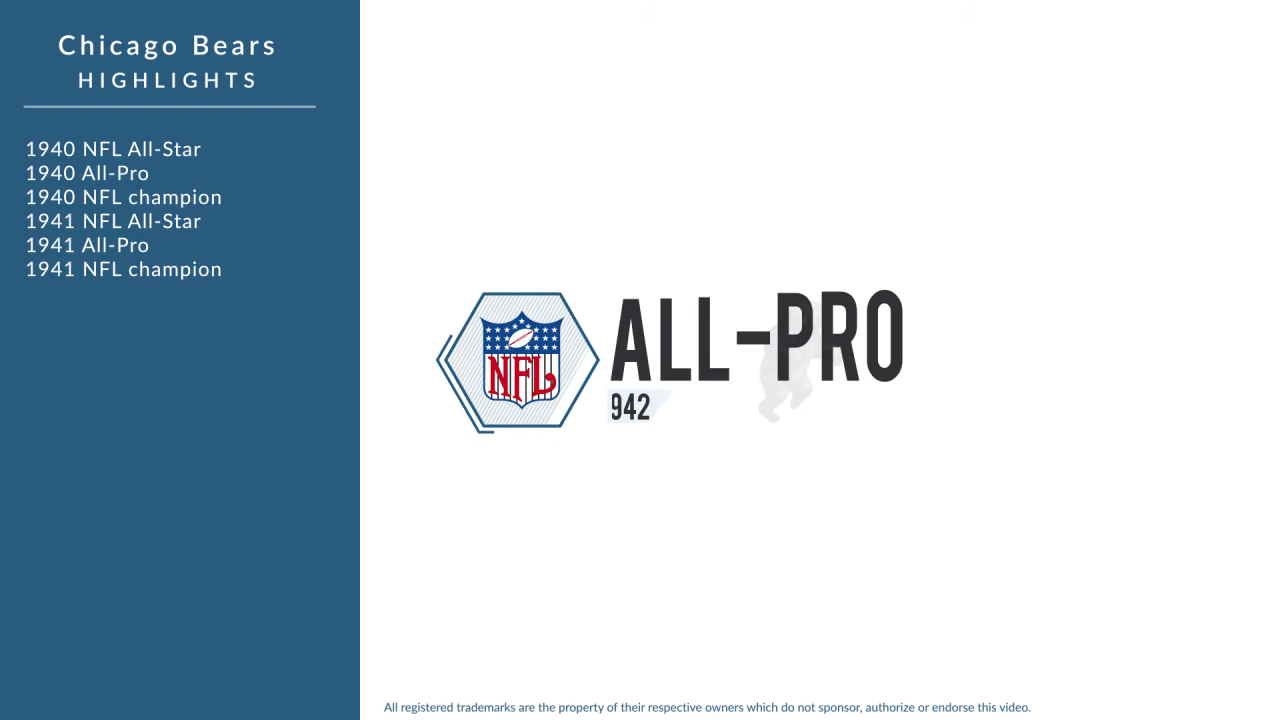 Chicago Bears
HIGHLIGHTS
1940 NFL All-Star
1940 All-Pro
1940 NFL champion
1941 NFL All-Star
1941 All-Pro
1941 NFL champion
NFL
ALL-PRO
942
All registered trademarks are the property of their respective owners which do not sponsor, authorize or endorse this video.